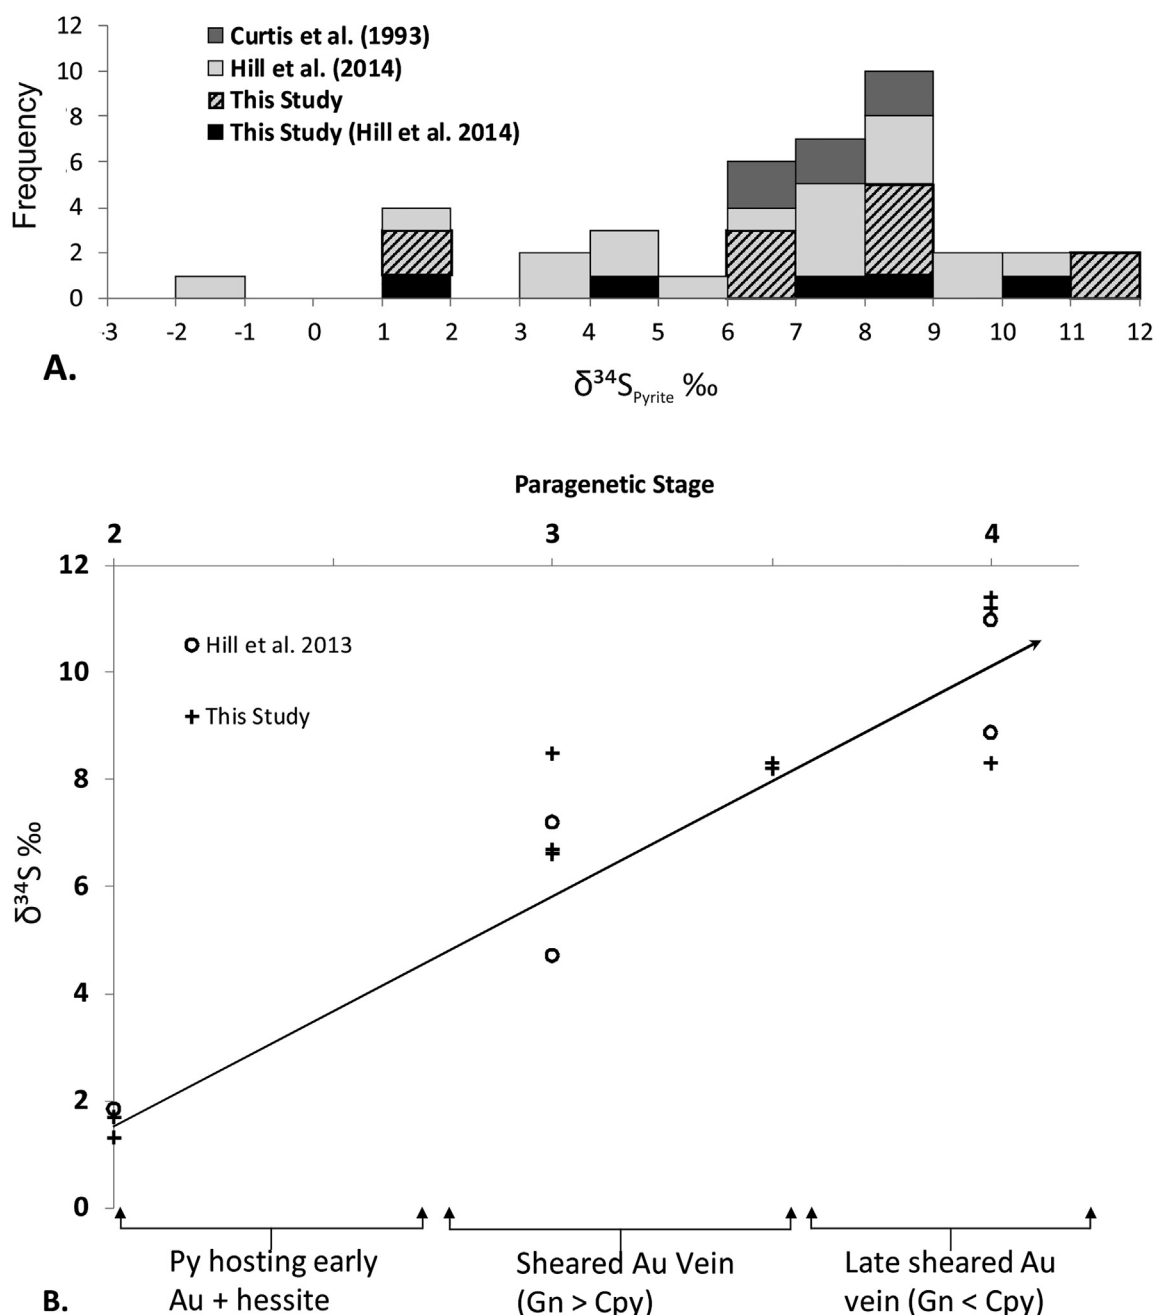 12
10
8
6
4
2
0
Frequency
Curtis et al. (1993)
Hill et al. (2014)
This Study
This Study (Hill et al. 2014)
-3 -2 -1 0 1 2 3 4 5 6 7 8 9 10 11 12
A.
δ³⁴S Pyrite ‰
Paragenetic Stage
2 3 4
12
10
8
6
4
2
0
δ³⁴S ‰
Hill et al. 2013
This Study
Py hosting early
Au + hessite
Sheared Au Vein
(Gn > Cpy)
Late sheared Au
vein (Gn < Cpy)
B.